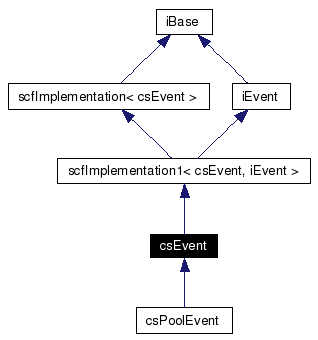 iBase
scfImplementation< csEvent >
iEvent
scfImplementation1< csEvent, iEvent >
csEvent
csPoolEvent